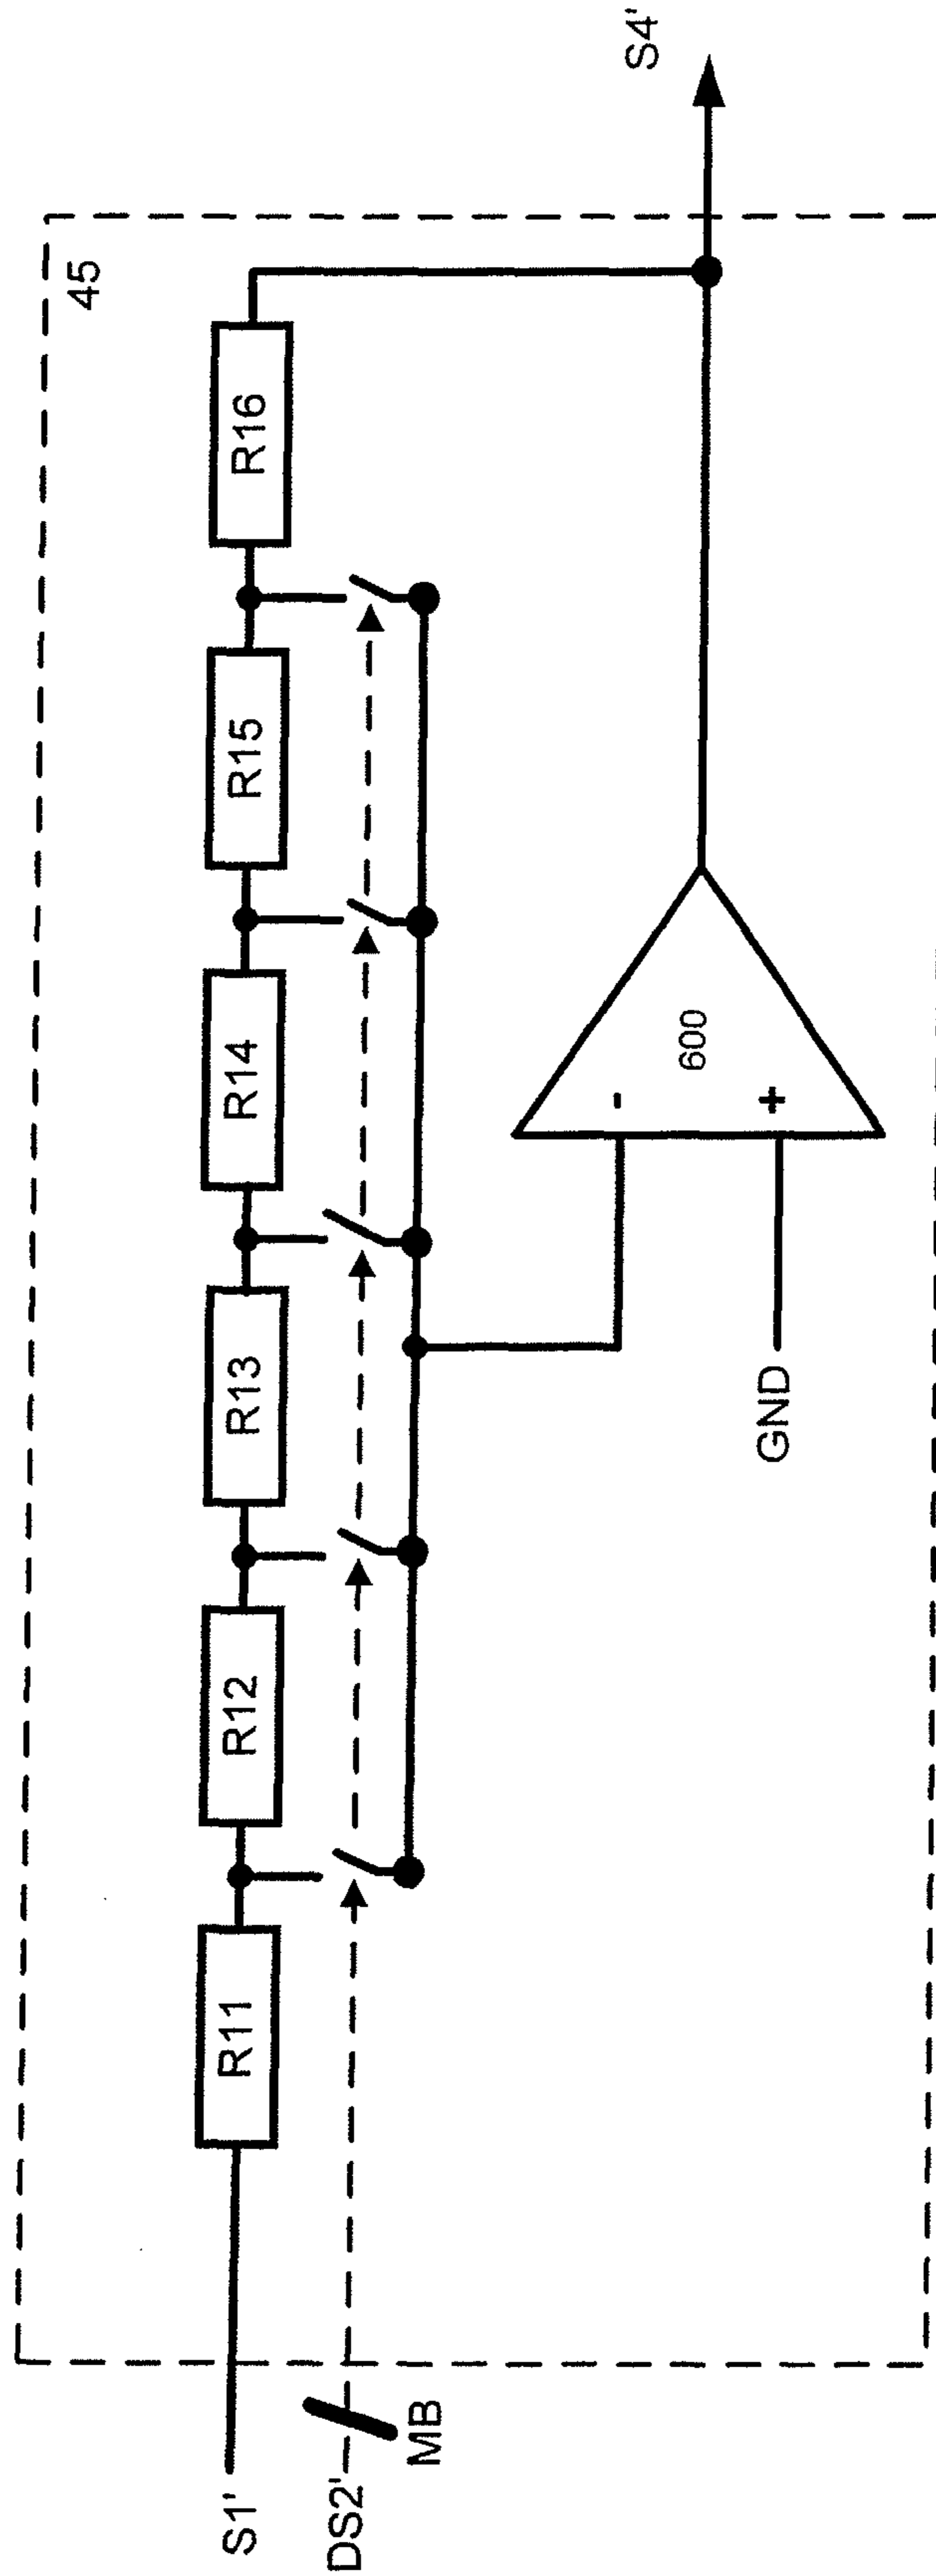 45
R11
R12
R13
R14
R15
R16
S1'
DS2'
MB
-
+
600
GND
S4'